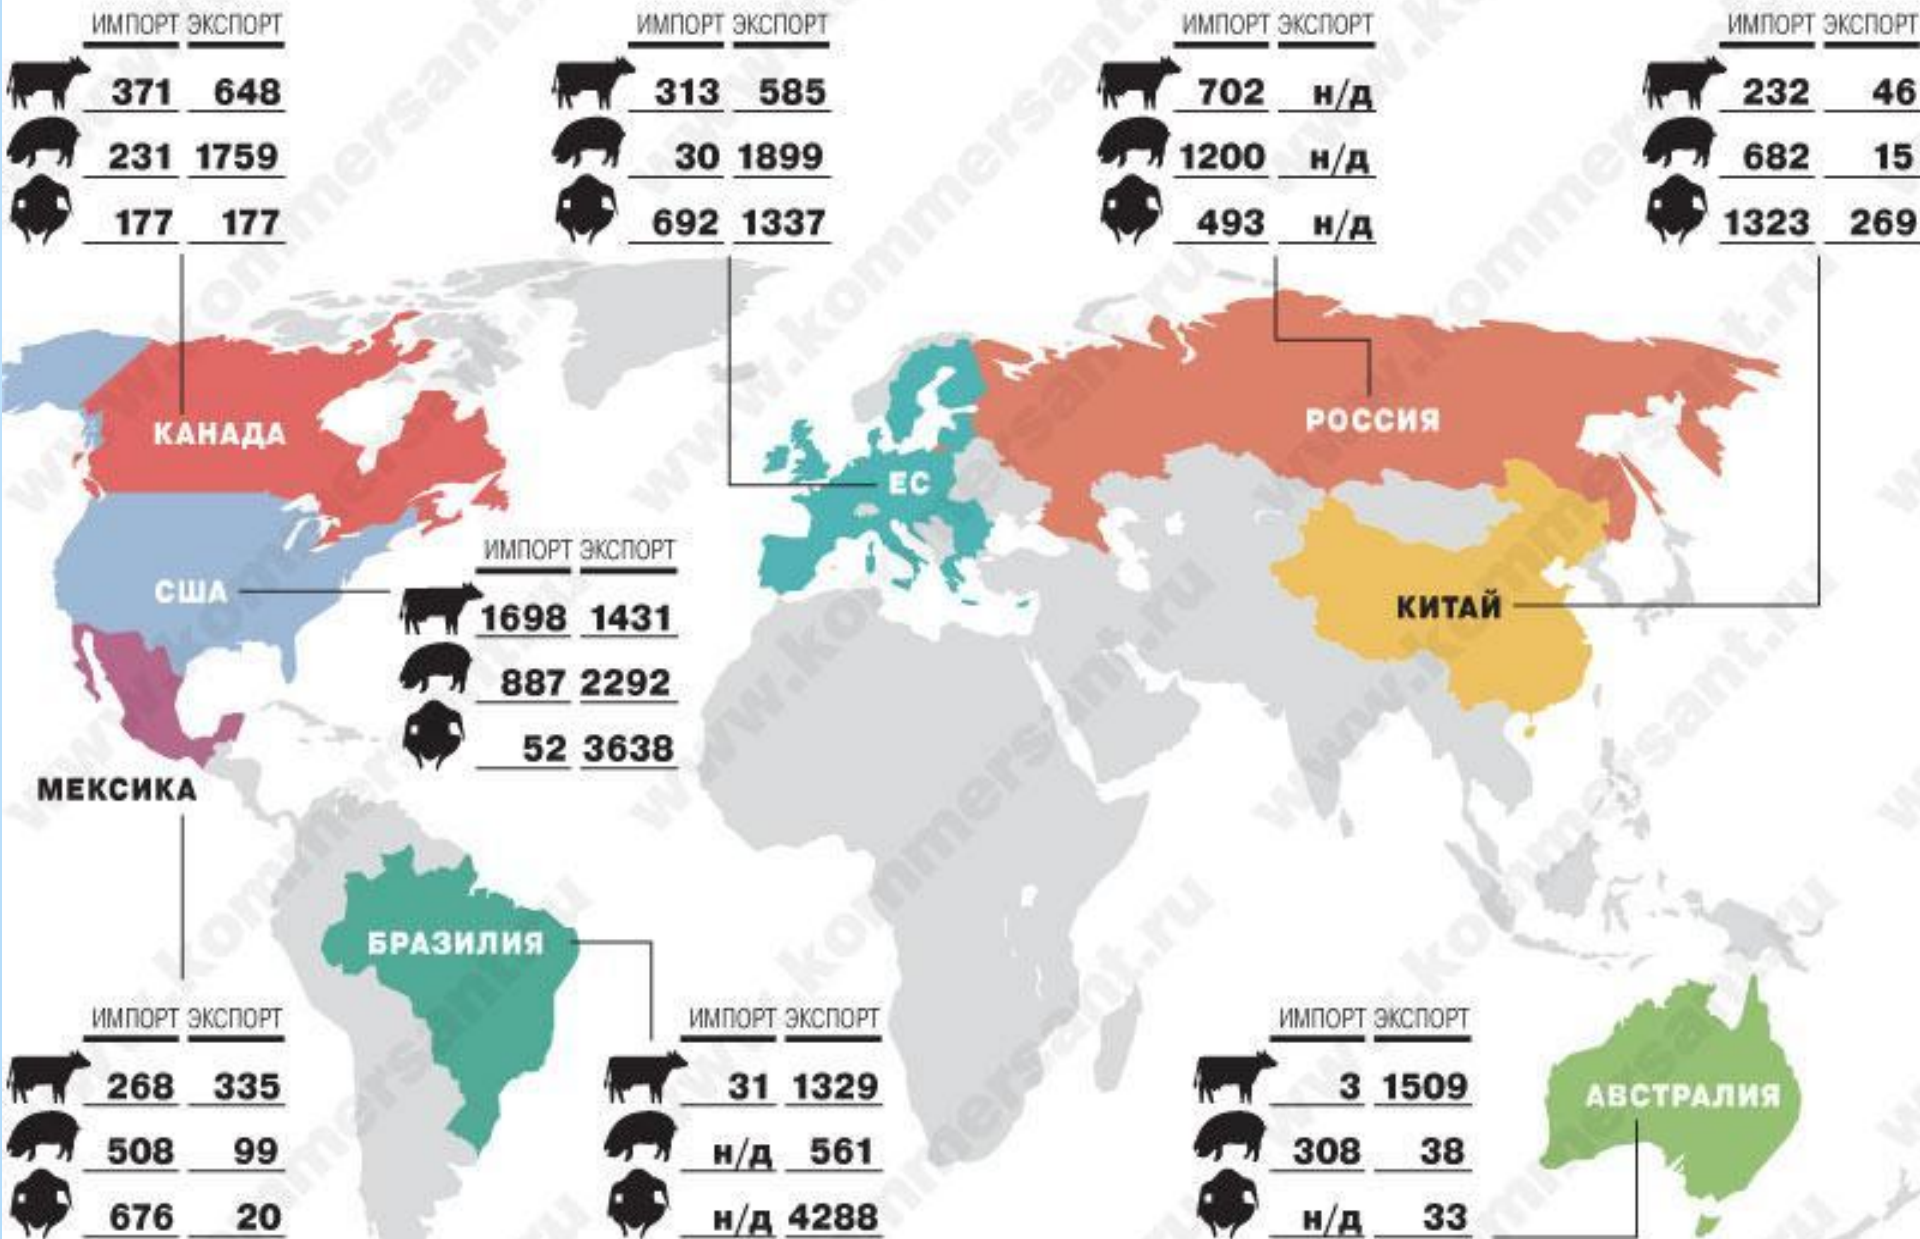 ИМПОРТ ЭКСПОРТ
371 648
231 1759
177 177
ИМПОРТ ЭКСПОРТ
313 585
30 1899
692 1337
ИМПОРТ ЭКСПОРТ
702 н/д
1200 н/д
493 н/д
ИМПОРТ ЭКСПОРТ
232 46
682 15
1323 269
КАНАДА
ЕС
РОССИЯ
США
ИМПОРТ ЭКСПОРТ
1698 1431
887 2292
52 3638
КИТАЙ
МЕКСИКА
БРАЗИЛИЯ
АВСТРАЛИЯ
ИМПОРТ ЭКСПОРТ
268 335
508 99
676 20
ИМПОРТ ЭКСПОРТ
31 1329
н/д 561
н/д 4288
ИМПОРТ ЭКСПОРТ
3 1509
308 38
н/д 33
www.kommersant.ru